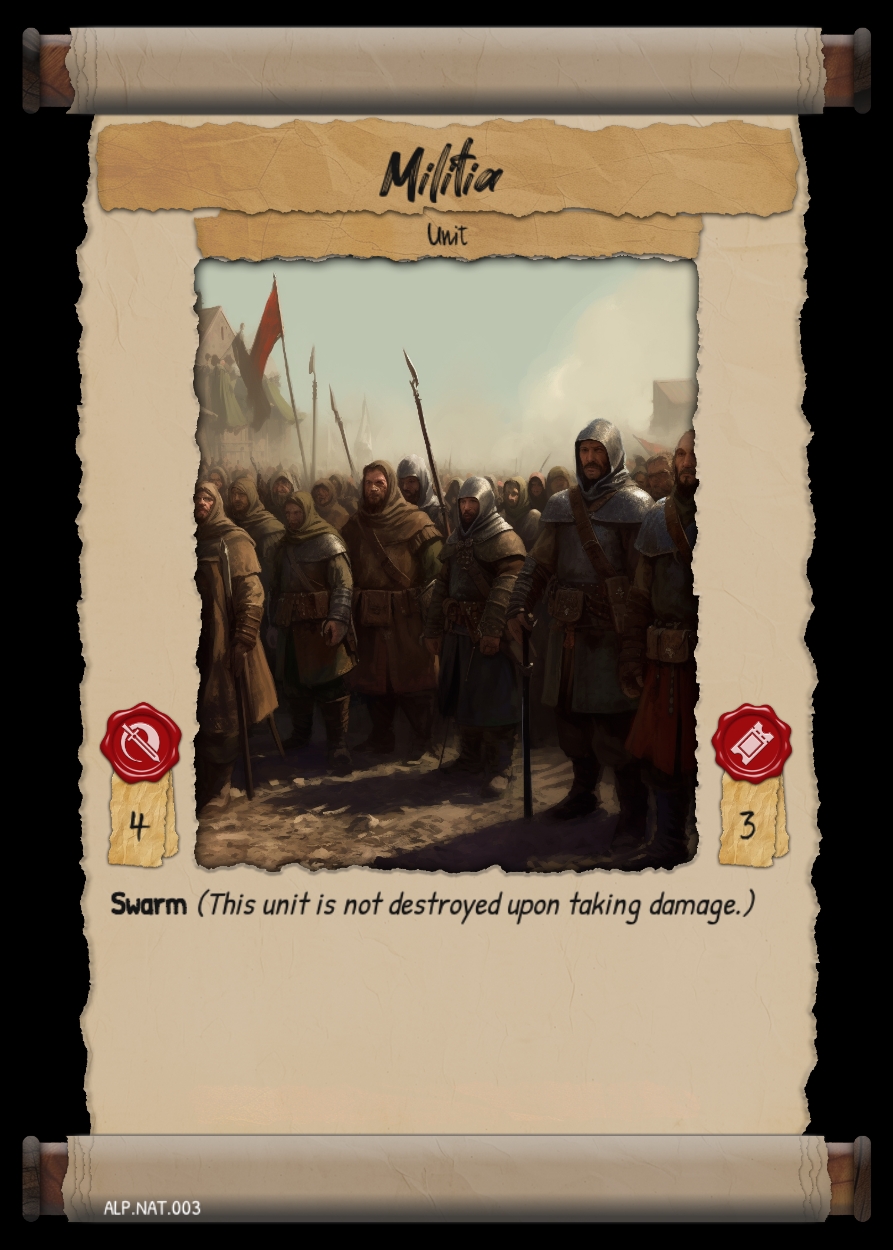 Militia
Unit
4
3
Swarm (This unit is not destroyed upon taking damage.)
ALP.NAT.003